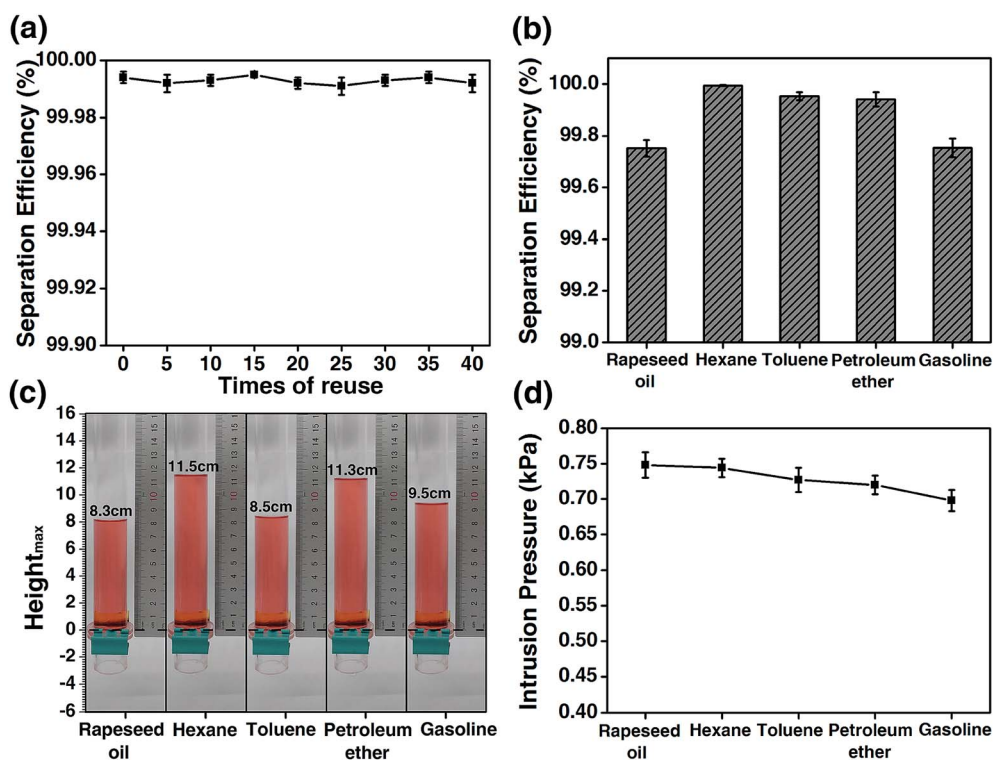 (a)
Separation Efficiency (%)
100.00
99.98
99.96
99.94
99.92
99.90
0 5 10 15 20 25 30 35 40
Times of reuse
(b)
Separation Efficiency (%)
100.0
99.8
99.6
99.4
99.2
99.0
Rapeseed oil
Hexane
Toluene
Petroleum ether
Gasoline
(c)
Heightmax
16
14
12
10
8
6
4
2
0
-2
-4
-6
8.3cm
11.5cm
8.5cm
11.3cm
9.5cm
Rapeseed oil
Hexane
Toluene
Petroleum ether
Gasoline
(d)
Intrusion Pressure (kPa)
0.80
0.75
0.70
0.65
0.60
0.55
0.50
0.45
0.40
Rapeseed oil
Hexane
Toluene
Petroleum ether
Gasoline